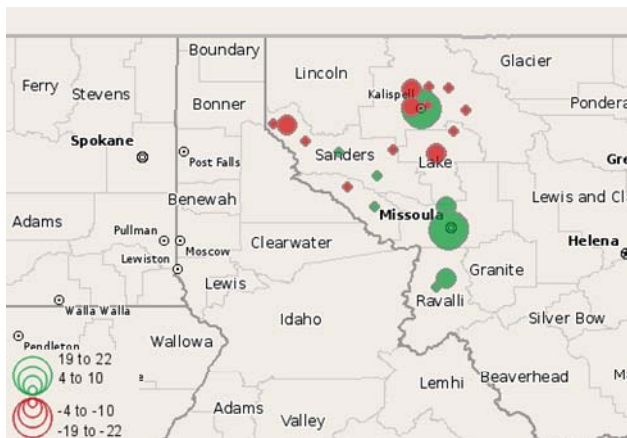 Boundary
Glacier
Ferry
Stevens
Lincoln
Kalispell
Bonner
Pondera
Spokane
Post Falls
Sanders
Lake
Gre
Benewah
Lewis and Cl
Adams
Pullman
Moscow
Missoula
Clearwater
Helena
Lewiston
Granite
Lewis
Ravalli
Walla Walla
Idaho
Silver Bow
Pendleton
Wallowa
19 to 22
4 to 10
e
Lemhi
Beaverhead
Ma
-4 to -10
-19 to -22
Adams
Valley